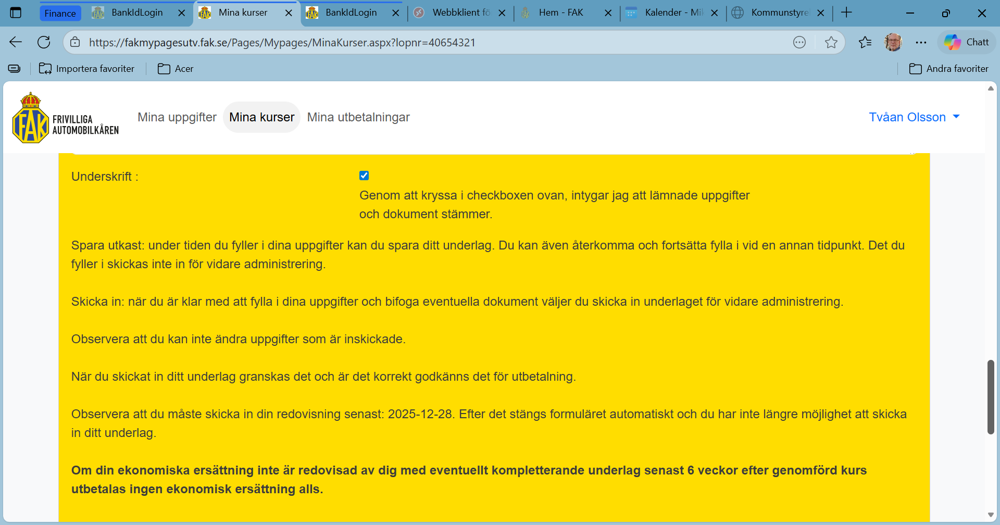 Finance
BankIdLogin
Mina kurser
BankIdLogin
Webbklient fö
Hem - FAK
Kalender - Mi
Kommunstyre
https://fakmypagesutv.fak.se/Pages/Mypages/MinaKurser.aspx?lopnr=40654321
Chatt
Importera favoriter
Acer
Andra favoriter
FAK
FRIVILLIGA
AUTOMOBILKÅREN
Mina uppgifter
Mina kurser
Mina utbetalningar
Tvåan Olsson
Underskrift :
Genom att kryssa i checkboxen ovan, intygar jag att lämnade uppgifter
och dokument stämmer.
Spara utkast: under tiden du fyller i dina uppgifter kan du spara ditt underlag. Du kan även återkomma och fortsätta fylla i vid en annan tidpunkt. Det du
fyller i skickas inte in för vidare administrering.
Skicka in: när du är klar med att fylla i dina uppgifter och bifoga eventuella dokument väljer du skicka in underlaget för vidare administrering.
Observera att du kan inte ändra uppgifter som är inskickade.
När du skickat in ditt underlag granskas det och är det korrekt godkänns det för utbetalning.
Observera att du måste skicka in din redovisning senast: 2025-12-28. Efter det stängs formuläret automatiskt och du har inte längre möjlighet att skicka
in ditt underlag.
Om din ekonomiska ersättning inte är redovisad av dig med eventuellt kompletterande underlag senast 6 veckor efter genomförd kurs
utbetalas ingen ekonomisk ersättning alls.